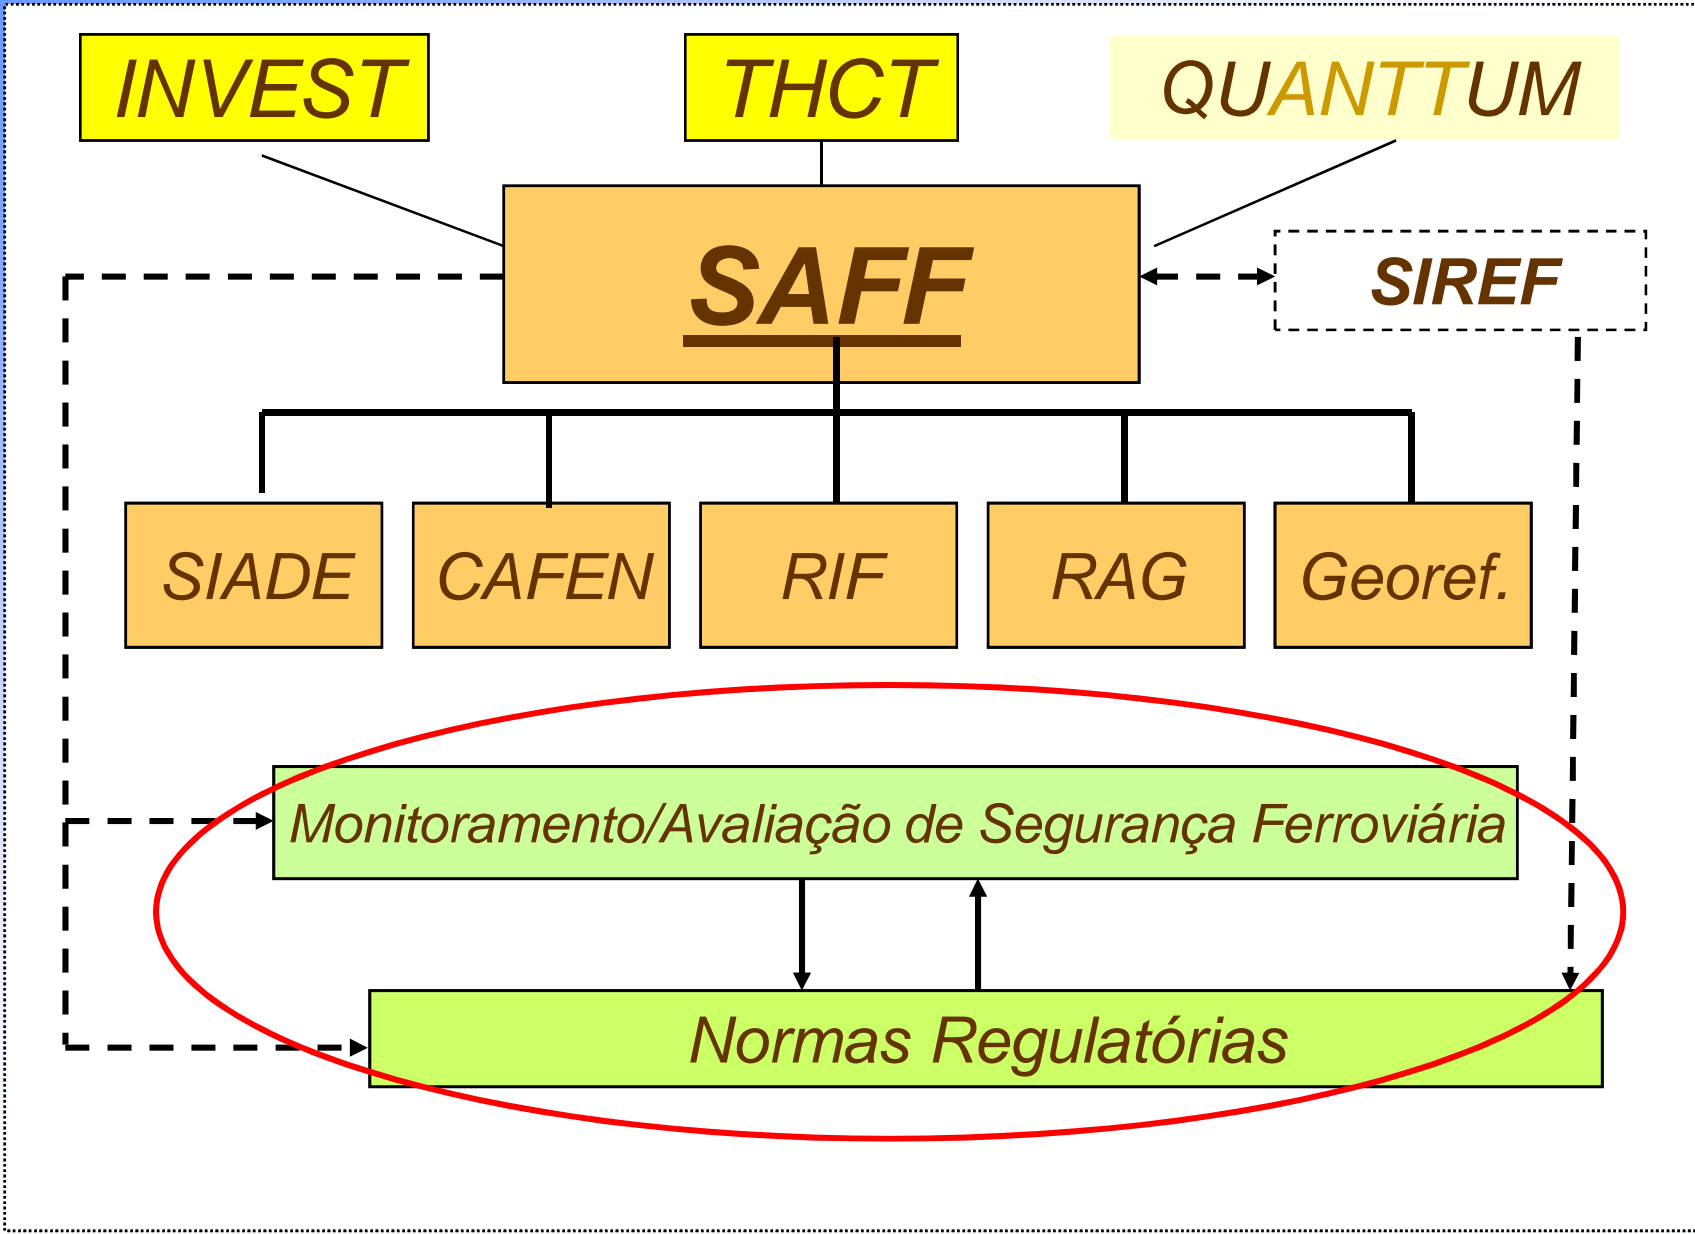 INVEST
THCT
QUANTTUM
SAFF
SIREF
SIADE
CAFEN
RIF
RAG
Georef.
Monitoramento/Avaliação de Segurança Ferroviária
Normas Regulatórias